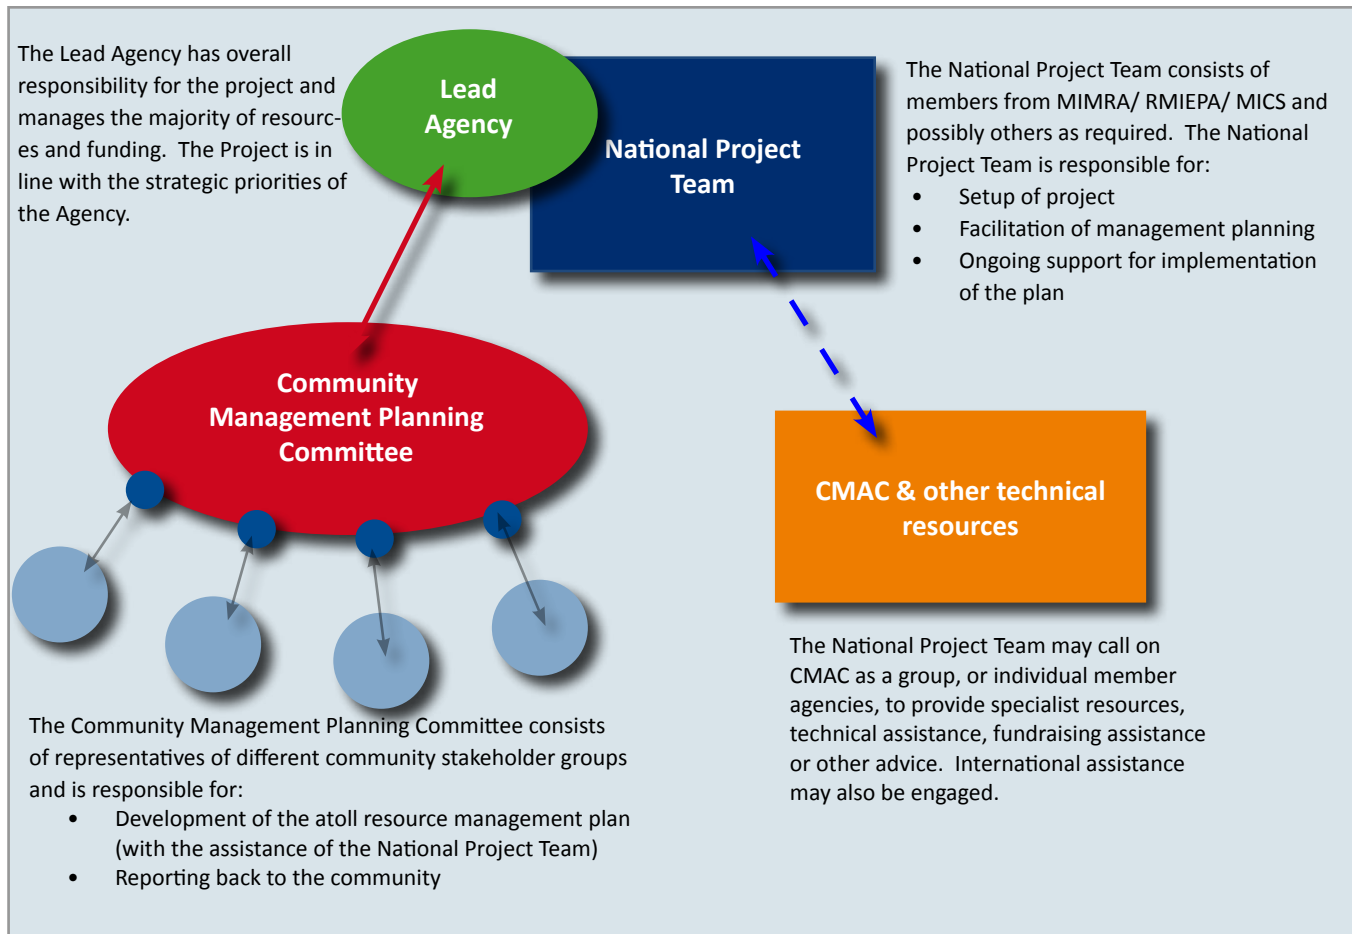 The Lead Agency has overall
responsibility for the project and
manages the majority of resourc-
es and funding.  The Project is in
line with the strategic priorities of
the Agency.
Lead
Agency
National Project
Team
The National Project Team consists of
members from MIMRA/ RMIEPA/ MICS and
possibly others as required.  The National
Project Team is responsible for:
• Setup of project
• Facilitation of management planning
• Ongoing support for implementation
of the plan
Community
Management Planning
Committee
CMAC & other technical
resources
The National Project Team may call on
CMAC as a group, or individual member
agencies, to provide specialist resources,
technical assistance, fundraising assistance
or other advice.  International assistance
may also be engaged.
The Community Management Planning Committee consists
of representatives of different community stakeholder groups
and is responsible for:
• Development of the atoll resource management plan
(with the assistance of the National Project Team)
• Reporting back to the community